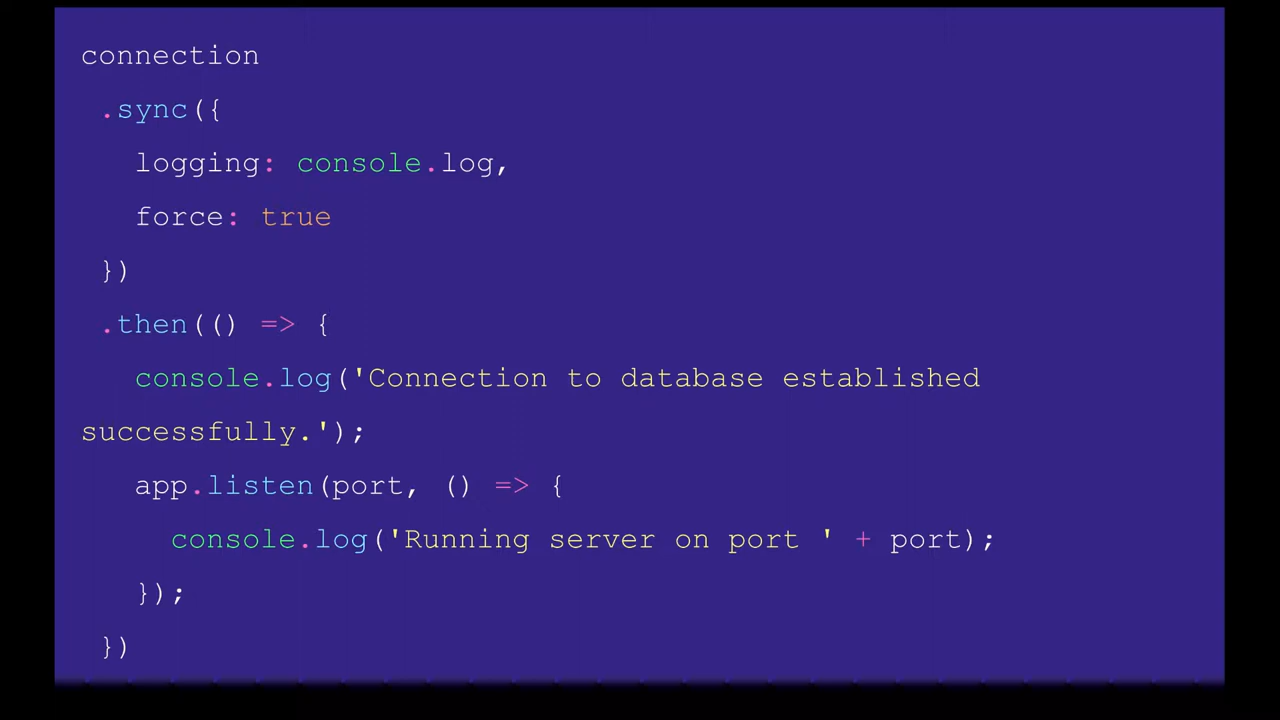 connection
.sync({
logging: console.log,
force: true
})
.then(() => {
console.log('Connection to database established
successfully.');
app.listen(port, () => {
console.log('Running server on port ' + port);
});
})